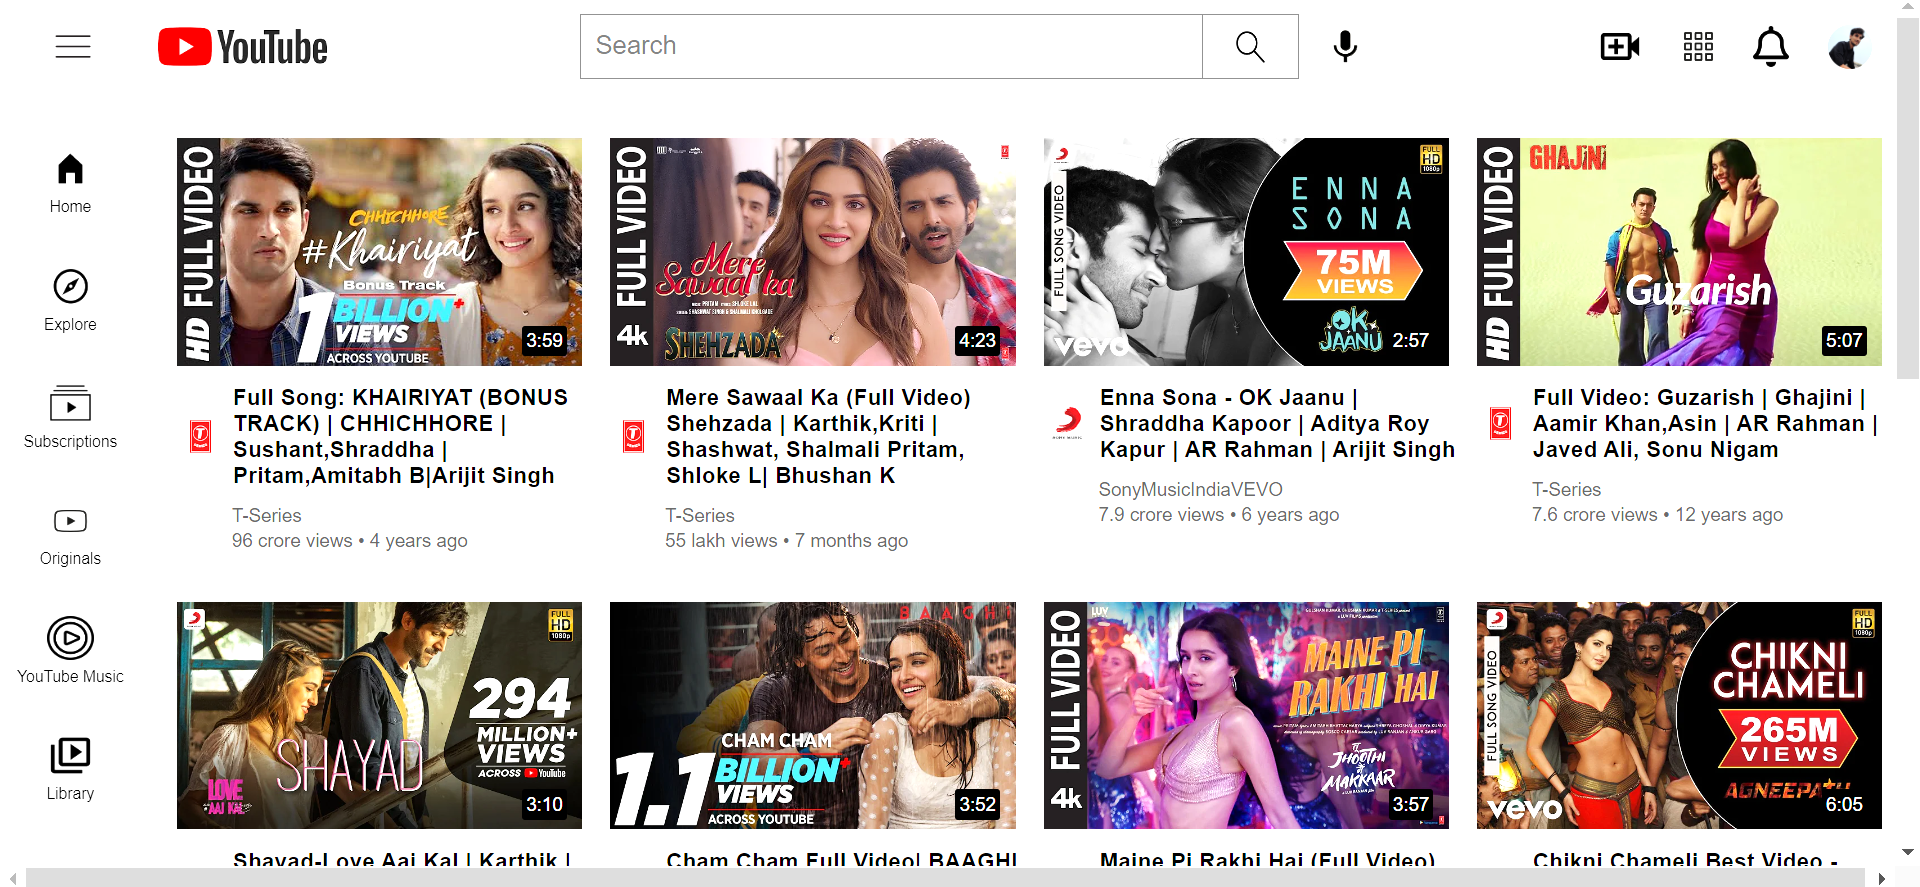 YouTube
Search
Home
Explore
Subscriptions
Originals
YouTube Music
Library
HD FULL VIDEO
CHHICHHORE
#Khairiyat
Bonus Track
1 BILLION+
VIEWS
ACROSS YOUTUBE
3:59
Full Song: KHAIRIYAT (BONUS
TRACK) | CHHICHHORE |
Sushant,Shraddha |
Pritam,Amitabh B|Arijit Singh
T-Series
96 crore views • 4 years ago
4k FULL VIDEO
Mere
Sawaal Ka
SHEHZADA
4:23
Mere Sawaal Ka (Full Video)
Shehzada | Karthik,Kriti |
Shashwat, Shalmali Pritam,
Shloke L| Bhushan K
T-Series
55 lakh views • 7 months ago
FULL SONG VIDEO
FULL
HD
1080p
ENNA
SONA
75M
VIEWS
OK
JAANU
vevo
2:57
Enna Sona - OK Jaanu |
Shraddha Kapoor | Aditya Roy
Kapur | AR Rahman | Arijit Singh
SonyMusicIndiaVEVO
7.9 crore views • 6 years ago
HD FULL VIDEO
GHAJINI
Guzarish
5:07
Full Video: Guzarish | Ghajini |
Aamir Khan,Asin | AR Rahman |
Javed Ali, Sonu Nigam
T-Series
7.6 crore views • 12 years ago
FULL
HD
1080p
294
MILLION+
VIEWS
ACROSS YouTube
SHAYAD
LOVE
AAJ KAL
3:10
Shayad-Love Aaj Kal | Karthik |
BAAGHI
CHAM CHAM
1.1 BILLION+
VIEWS
ACROSS YOUTUBE
3:52
Cham Cham Full Video| BAAGHI
4k FULL VIDEO
LUV
MAINE PI
RAKHI HAI
JHOOTHI
MAKKAAR
3:57
Maine Pi Rakhi Hai (Full Video)
FULL SONG VIDEO
FULL
HD
1080p
CHIKNI
CHAMELI
265M
VIEWS
vevo
6:05
Chikni Chameli Best Video -